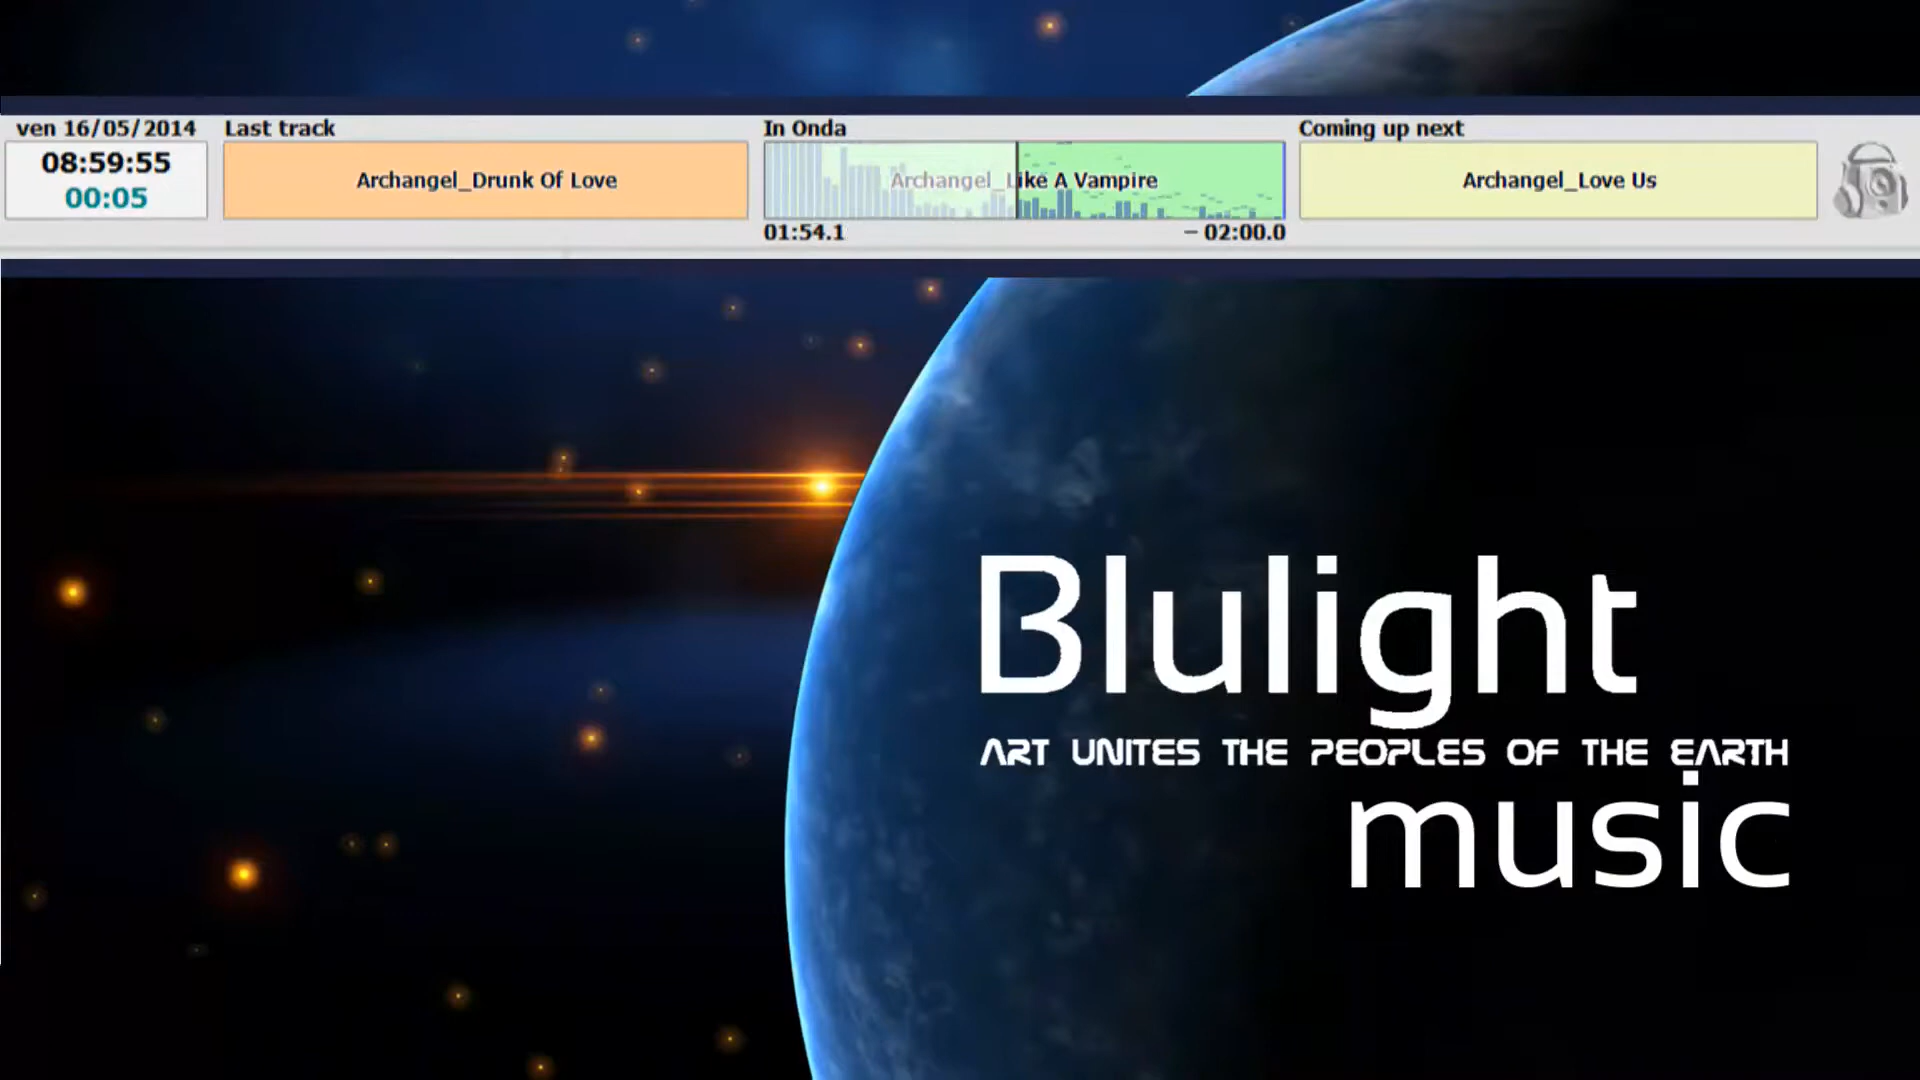 ven 16/05/2014
08:59:55
00:05
Last track
Archangel_Drunk Of Love
In Onda
Archangel_Like A Vampire
01:54.1
– 02:00.0
Coming up next
Archangel_Love Us
Blulight
ART UNITES THE PEOPLES OF THE EARTH
music